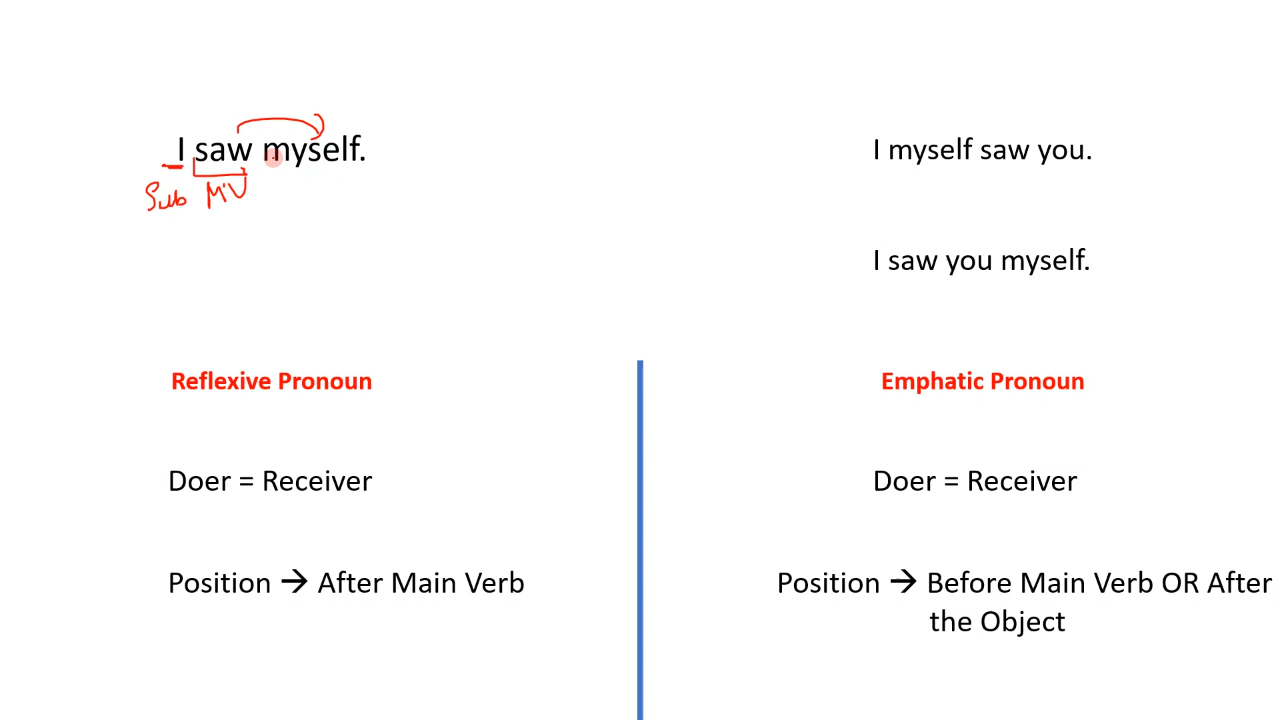 I saw myself.
Sub MV
I myself saw you.
I saw you myself.
Reflexive Pronoun
Doer = Receiver
Position → After Main Verb
Emphatic Pronoun
Doer = Receiver
Position → Before Main Verb OR After
the Object